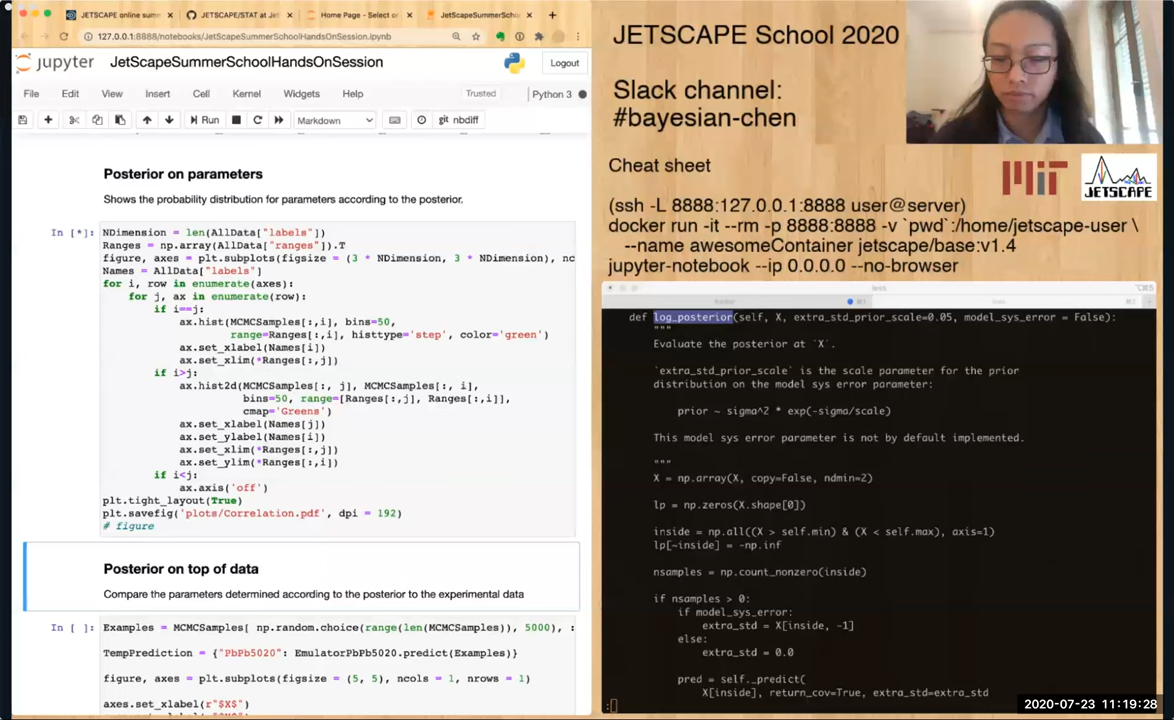 JETSCAPE online summ
JETSCAPE/STAT at Jet
Home Page - Select or
JetScapeSummerScho
127.0.0.1:8888/notebooks/JetScapeSummerSchoolHandsOnSession.ipynb
jupyter JetScapeSummerSchoolHandsOnSession
Logout
File Edit View Insert Cell Kernel Widgets Help
Trusted
Python 3
Run
Markdown
git nbdiff
Posterior on parameters
Shows the probability distribution for parameters according to the posterior.
In [*]:
NDimension = len(AllData["labels"])
Ranges = np.array(AllData["ranges"]).T
figure, axes = plt.subplots(figsize = (3 * NDimension, 3 * NDimension), nc
Names = AllData["labels"]
for i, row in enumerate(axes):
for j, ax in enumerate(row):
if i==j:
ax.hist(MCMCSamples[:,i], bins=50,
range=Ranges[:,i], histtype='step', color='green')
ax.set_xlabel(Names[i])
ax.set_xlim(*Ranges[:,j])
if i>j:
ax.hist2d(MCMCSamples[:, j], MCMCSamples[:, i],
bins=50, range=[Ranges[:,j], Ranges[:,i]],
cmap='Greens')
ax.set_xlabel(Names[j])
ax.set_ylabel(Names[i])
ax.set_xlim(*Ranges[:,j])
ax.set_ylim(*Ranges[:,i])
if i<j:
ax.axis('off')
plt.tight_layout(True)
plt.savefig('plots/Correlation.pdf', dpi = 192)
# figure
Posterior on top of data
Compare the parameters determined according to the posterior to the experimental data
In [ ]:
Examples = MCMCSamples[ np.random.choice(range(len(MCMCSamples)), 5000), :
TempPrediction = {"PbPb5020": EmulatorPbPb5020.predict(Examples)}
figure, axes = plt.subplots(figsize = (5, 5), ncols = 1, nrows = 1)
axes.set_xlabel(r"$X$")
JETSCAPE School 2020
Slack channel:
#bayesian-chen
Cheat sheet
MIT
JETSCAPE
(ssh -L 8888:127.0.0.1:8888 user@server)
docker run -it --rm -p 8888:8888 -v `pwd`:/home/jetscape-user \
--name awesomeContainer jetscape/base:v1.4
jupyter-notebook --ip 0.0.0.0 --no-browser
less
def log_posterior(self, X, extra_std_prior_scale=0.05, model_sys_error = False):
"""
Evaluate the posterior at `X`.
`extra_std_prior_scale` is the scale parameter for the prior
distribution on the model sys error parameter:
prior ~ sigma^2 * exp(-sigma/scale)
This model sys error parameter is not by default implemented.
"""
X = np.array(X, copy=False, ndmin=2)
lp = np.zeros(X.shape[0])
inside = np.all((X > self.min) & (X < self.max), axis=1)
lp[~inside] = -np.inf
nsamples = np.count_nonzero(inside)
if nsamples > 0:
if model_sys_error:
extra_std = X[inside, -1]
else:
extra_std = 0.0
pred = self._predict(
X[inside], return_cov=True, extra_std=extra_std
:
2020-07-23 11:19:28